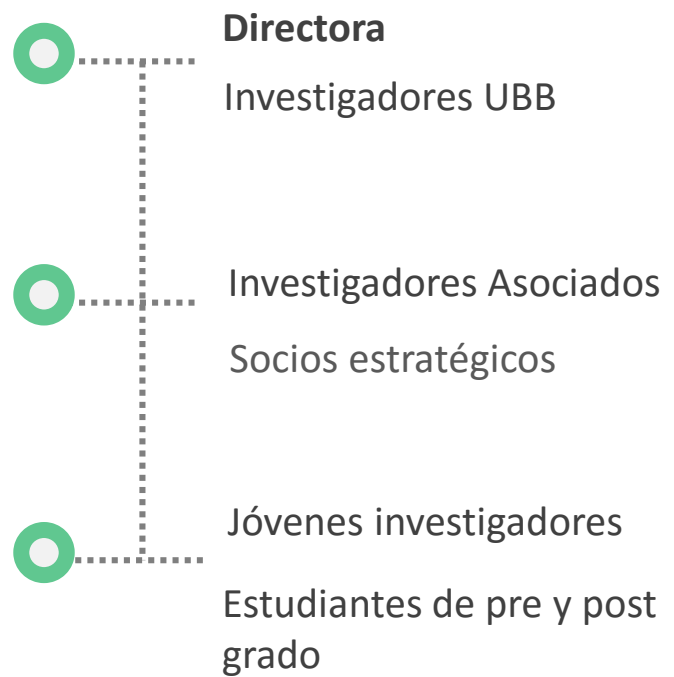 Directora
Investigadores UBB
Investigadores Asociados
Socios estratégicos
Jóvenes investigadores
Estudiantes de pre y post
grado